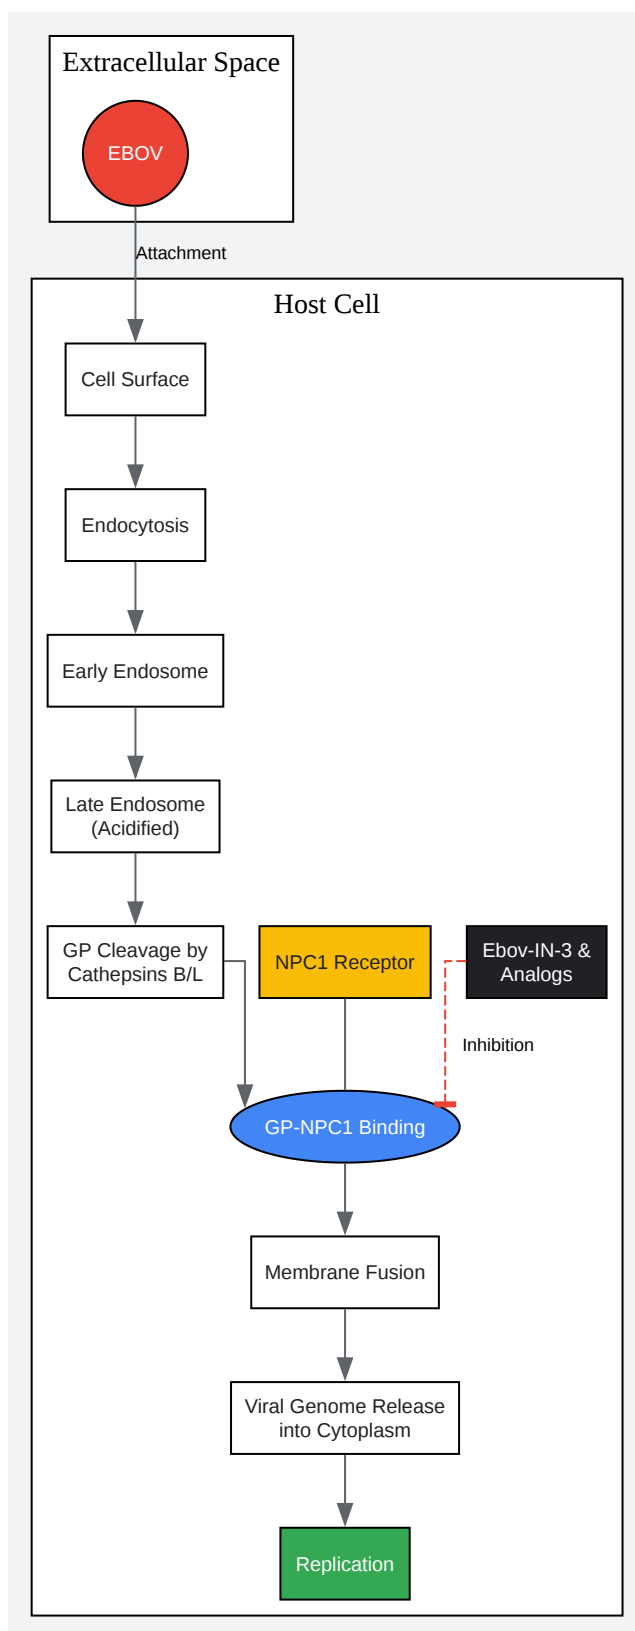 Extracellular Space
EBOV
Attachment
Host Cell
Cell Surface
Endocytosis
Early Endosome
Late Endosome
(Acidified)
GP Cleavage by
Cathepsins B/L
NPC1 Receptor
Ebov-IN-3 &
Analogs
Inhibition
GP-NPC1 Binding
Membrane Fusion
Viral Genome Release
into Cytoplasm
Replication